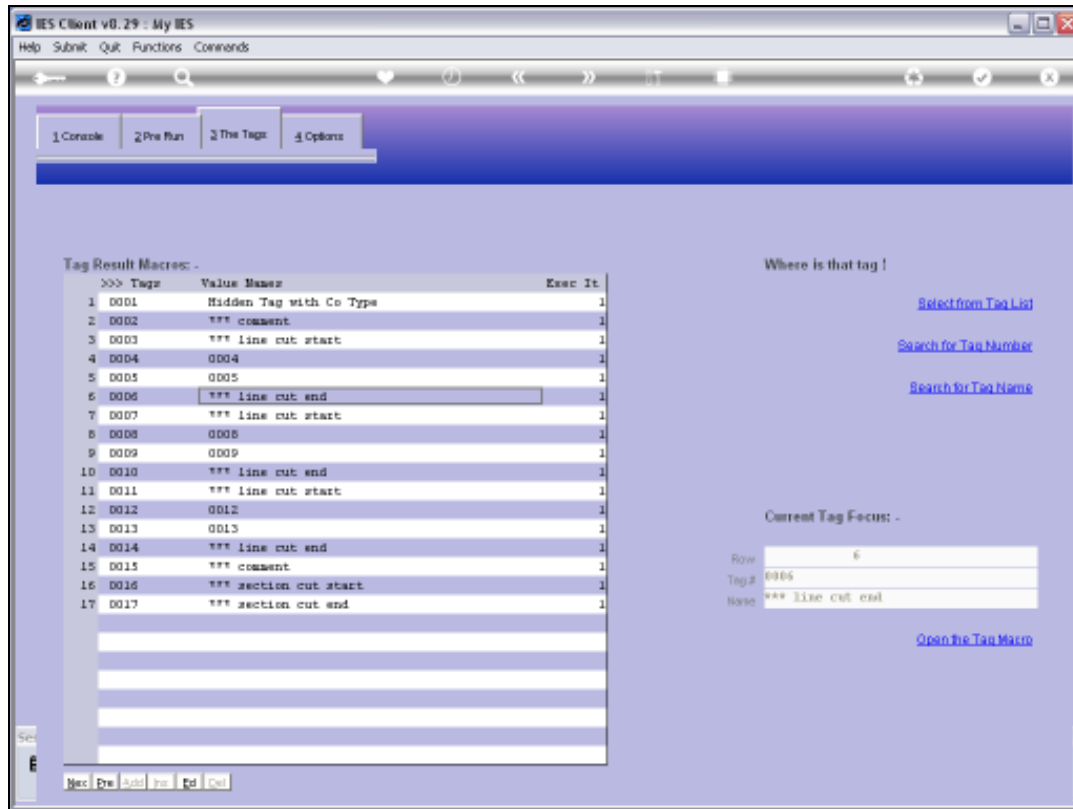 IES Client v8.29 : My IES
Help Submit Quit Functions Commands
1 Console 2 Pre Run 3 The Tags 4 Options
Tag Result Macros: -
>>> Tags Value Names Exec It
1 0001 Hidden Tag with Co Type 1
2 0002 *** comment 1
3 0003 *** line cut start 1
4 0004 0004 1
5 0005 0005 1
6 0006 *** line cut end 1
7 0007 *** line cut start 1
8 0008 0008 1
9 0009 0009 1
10 0010 *** line cut end 1
11 0011 *** line cut start 1
12 0012 0012 1
13 0013 0013 1
14 0014 *** line cut end 1
15 0015 *** comment 1
16 0016 *** section cut start 1
17 0017 *** section cut end 1
Nex Pre Add Ins Ed Del
Where is that tag !
Select from Tag List
Search for Tag Number
Search for Tag Name
Current Tag Focus: -
Row 6
Tag # 0006
Name *** line cut end
Open the Tag Macro